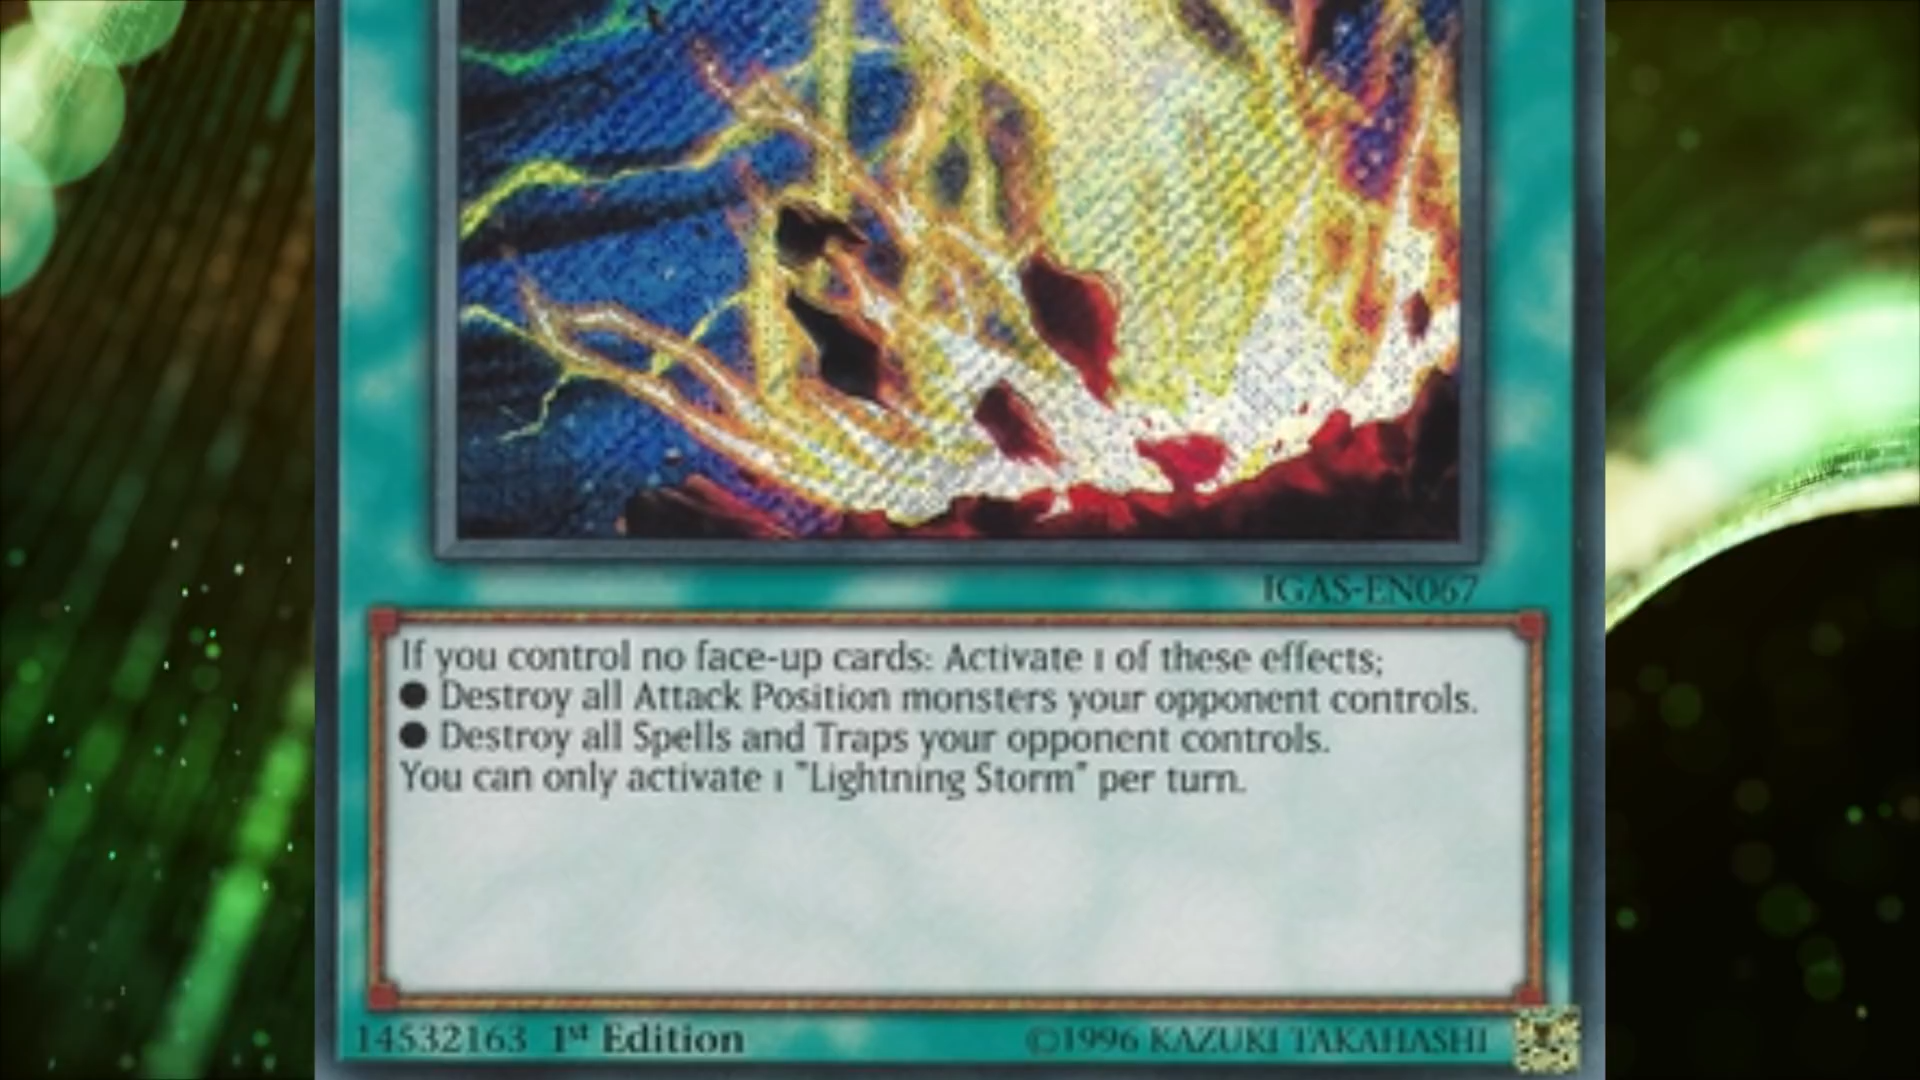 IGAS-EN067
If you control no face-up cards: Activate 1 of these effects;
● Destroy all Attack Position monsters your opponent controls.
● Destroy all Spells and Traps your opponent controls.
You can only activate 1 "Lightning Storm" per turn.
14532163 1st Edition ©1996 KAZUKI TAKAHASHI